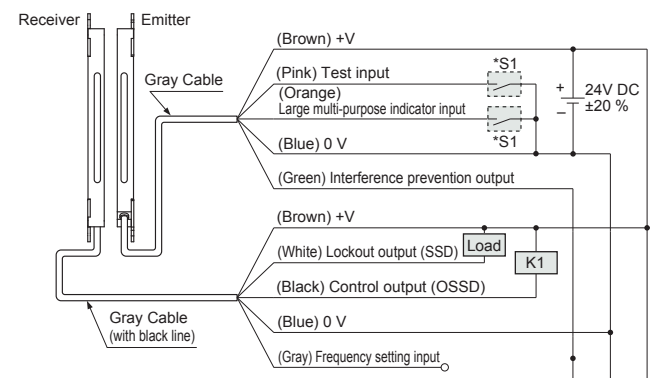 Receiver
Emitter
Gray Cable
(Brown) +V
(Pink) Test input
(Orange)
Large multi-purpose indicator input
(Blue) 0 V
(Green) Interference prevention output
*S1
*S1
+
−
24V DC
±20 %
(Brown) +V
(White) Lockout output (SSD)
Load
K1
(Black) Control output (OSSD)
(Blue) 0 V
(Gray) Frequency setting input
Gray Cable
(with black line)